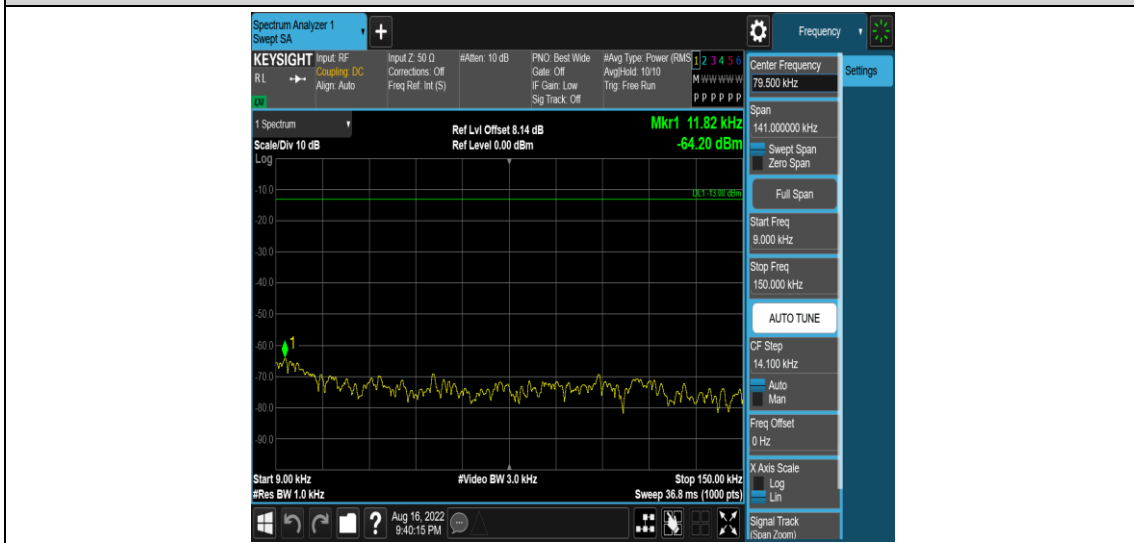 Spectrum Analyzer 1
Swept SA
+
Frequency
KEYSIGHT
RL
LXI
Input: RF
Coupling: DC
Align: Auto
Input Z: 50 Ω
Corrections: Off
Freq Ref: Int (S)
#Atten: 10 dB
PNO: Best Wide
Gate: Off
IF Gain: Low
Sig Track: Off
#Avg Type: Power (RMS
Avg|Hold: 10/10
Trig: Free Run
1 2 3 4 5 6
M W W W W W
P P P P P P
1 Spectrum
Scale/Div 10 dB
Ref Lvl Offset 8.14 dB
Ref Level 0.00 dBm
Mkr1 11.82 kHz
-64.20 dBm
Log
-10.0
DL1 -13.00 dBm
-20.0
-30.0
-40.0
-50.0
-60.0
1
-70.0
-80.0
-90.0
Start 9.00 kHz
#Video BW 3.0 kHz
Stop 150.00 kHz
#Res BW 1.0 kHz
Sweep 36.8 ms (1000 pts)
?
Aug 16, 2022
9:40:15 PM
Center Frequency
79.500 kHz
Settings
Span
141.000000 kHz
Swept Span
Zero Span
Full Span
Start Freq
9.000 kHz
Stop Freq
150.000 kHz
AUTO TUNE
CF Step
14.100 kHz
Auto
Man
Freq Offset
0 Hz
X Axis Scale
Log
Lin
Signal Track
(Span Zoom)